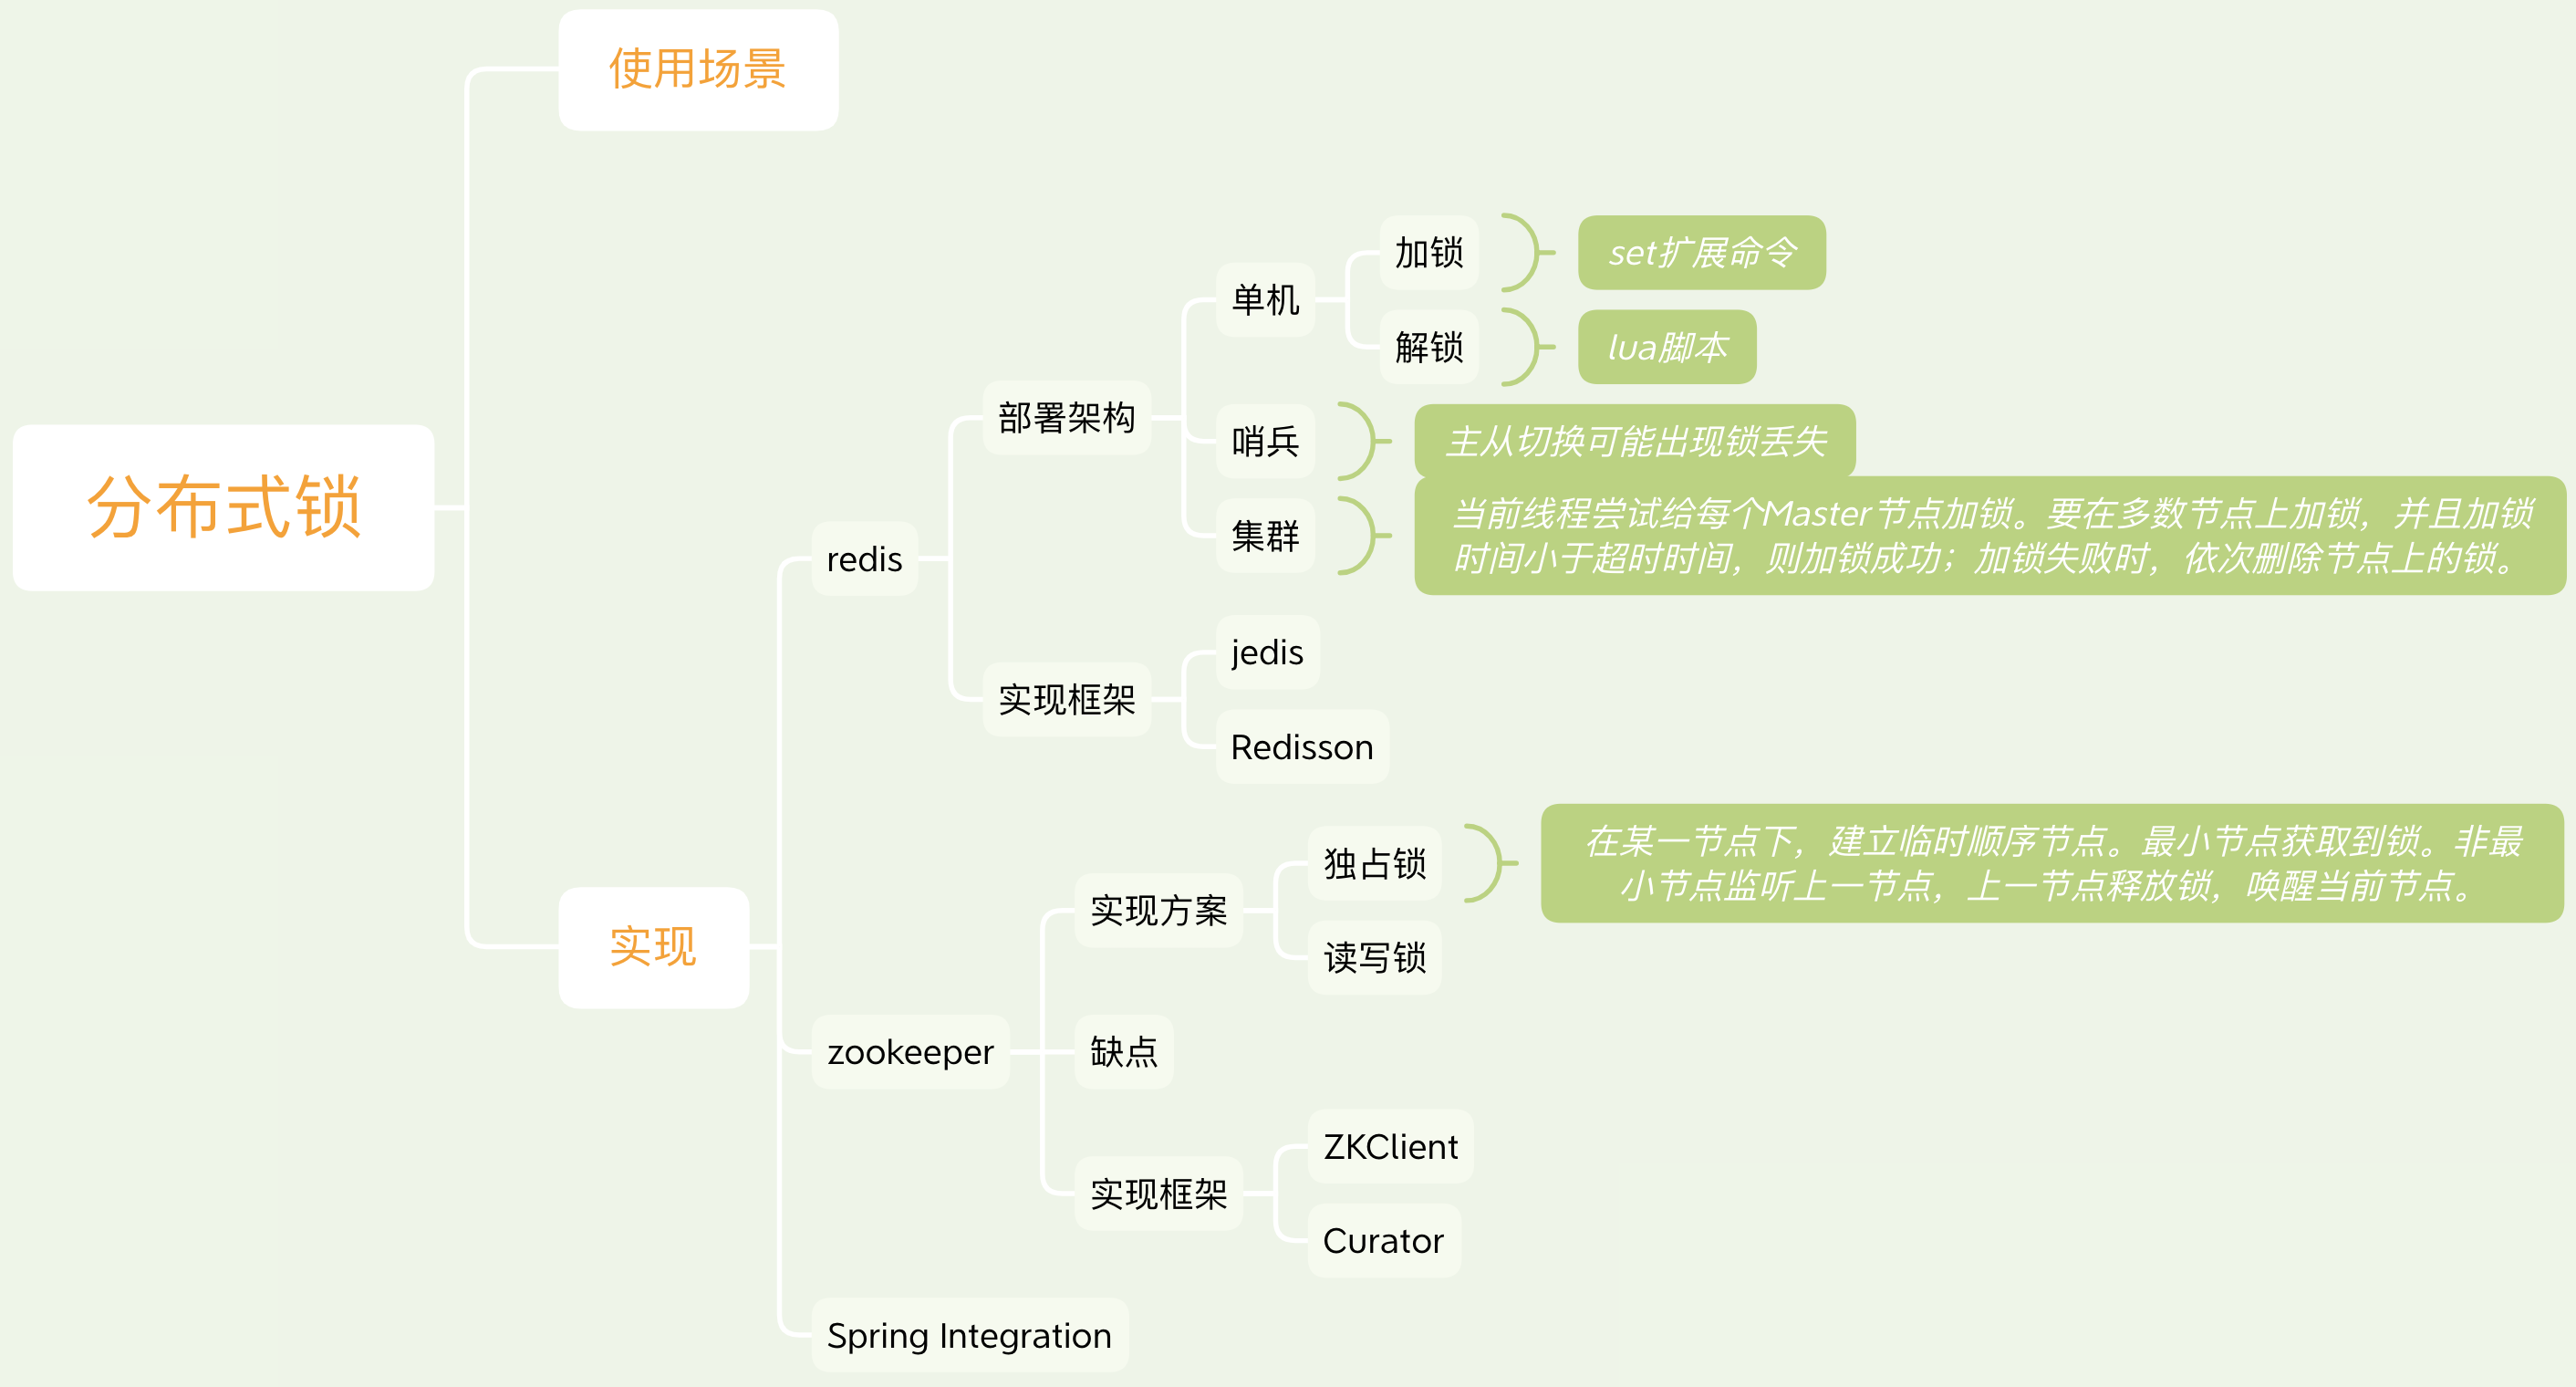 使用场景
加锁
set扩展命令
单机
解锁
lua脚本
部署架构
哨兵
主从切换可能出现锁丢失
分布式锁
集群
当前线程尝试给每个Master节点加锁。要在多数节点上加锁，并且加锁
时间小于超时时间，则加锁成功；加锁失败时，依次删除节点上的锁。
redis
jedis
实现框架
Redisson
独占锁
在某一节点下，建立临时顺序节点。最小节点获取到锁。非最
小节点监听上一节点，上一节点释放锁，唤醒当前节点。
实现方案
实现
读写锁
zookeeper
缺点
ZKClient
实现框架
Curator
Spring Integration